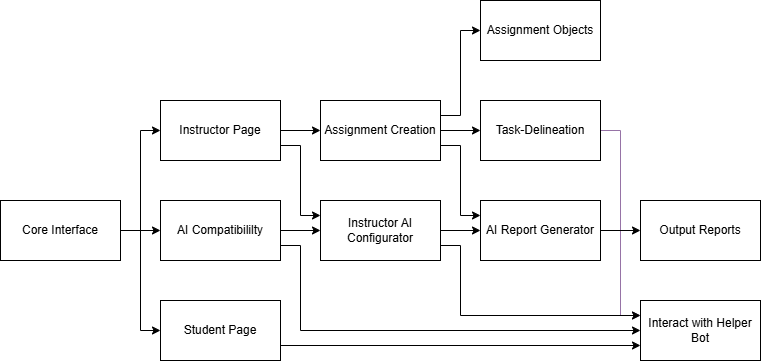 Assignment Objects
Instructor Page
Assignment Creation
Task-Delineation
Core Interface
AI Compatibililty
Instructor AI
Configurator
AI Report Generator
Output Reports
Student Page
Interact with Helper
Bot